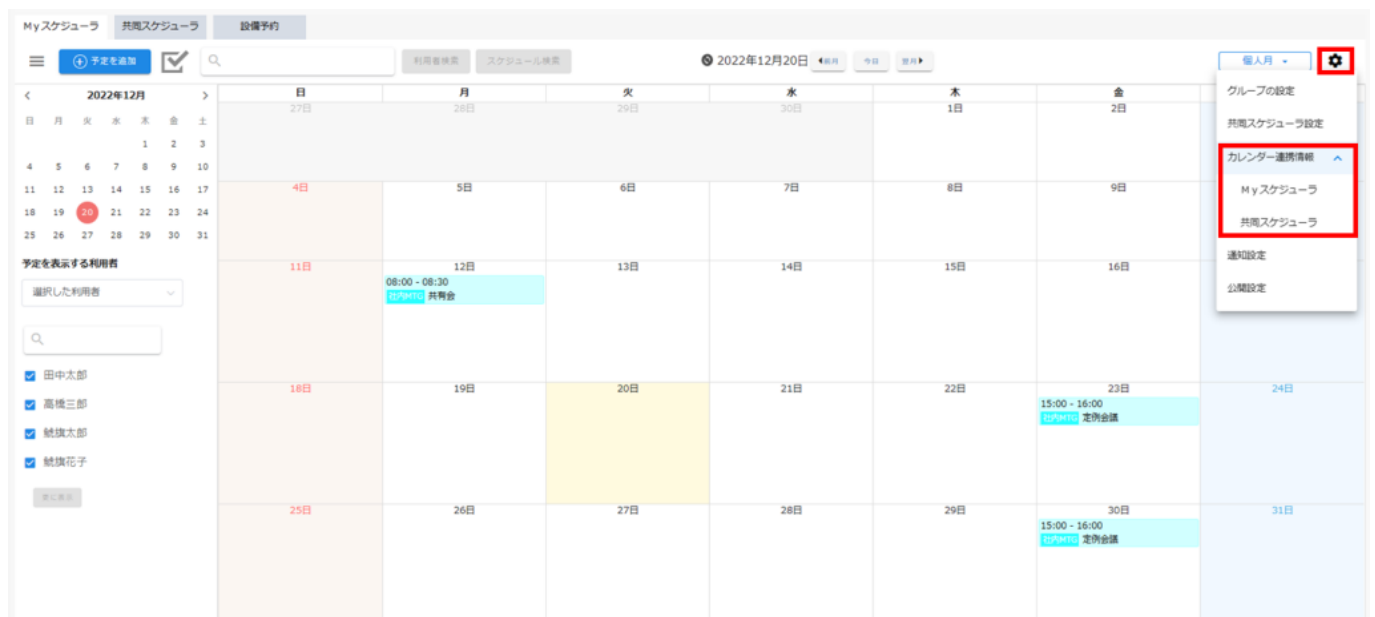 Myスケジューラ 共同スケジューラ 設備予約
予定を追加 利用者検索 スケジュール検索 2022年12月20日 前月 今日 翌月 個人月
2022年12月
日 月 火 水 木 金 土
1 2 3
4 5 6 7 8 9 10
11 12 13 14 15 16 17
18 19 20 21 22 23 24
25 26 27 28 29 30 31
予定を表示する利用者
選択した利用者
田中太郎
高橋三郎
鯱旗太郎
鯱旗花子
更に表示
日 月 火 水 木 金
27日 28日 29日 30日 1日 2日
4日 5日 6日 7日 8日 9日
11日 12日 13日 14日 15日 16日
08:00 - 08:30
社内MTG 共有会
18日 19日 20日 21日 22日 23日 24日
15:00 - 16:00
社内MTG 定例会議
25日 26日 27日 28日 29日 30日 31日
15:00 - 16:00
社内MTG 定例会議
グループの設定
共同スケジューラ設定
カレンダー連携情報
Myスケジューラ
共同スケジューラ
通知設定
公開設定